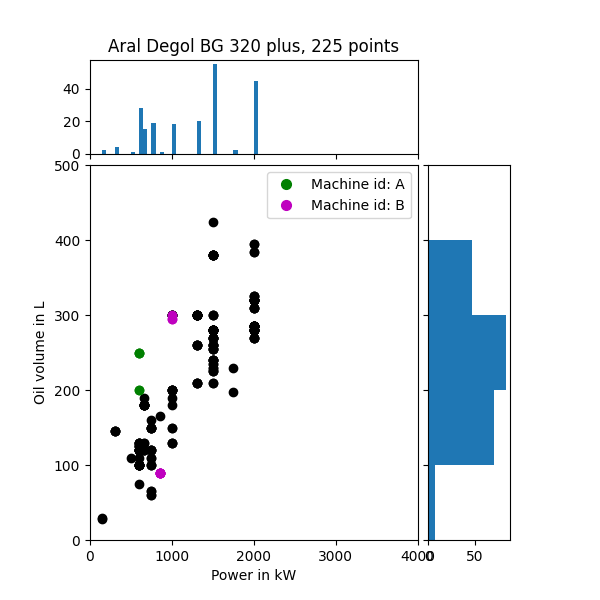 Aral Degol BG 320 plus, 225 points
40
20
0
500
400
300
200
100
0
Oil volume in L
Machine id: A
Machine id: B
0 1000 2000 3000 4000
Power in kW
0 50